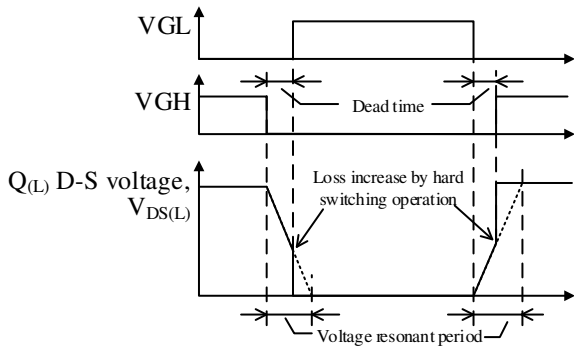 VGL
VGH
Dead time
Q(L) D-S voltage,
VDS(L)
Loss increase by hard
switching operation
Voltage resonant period